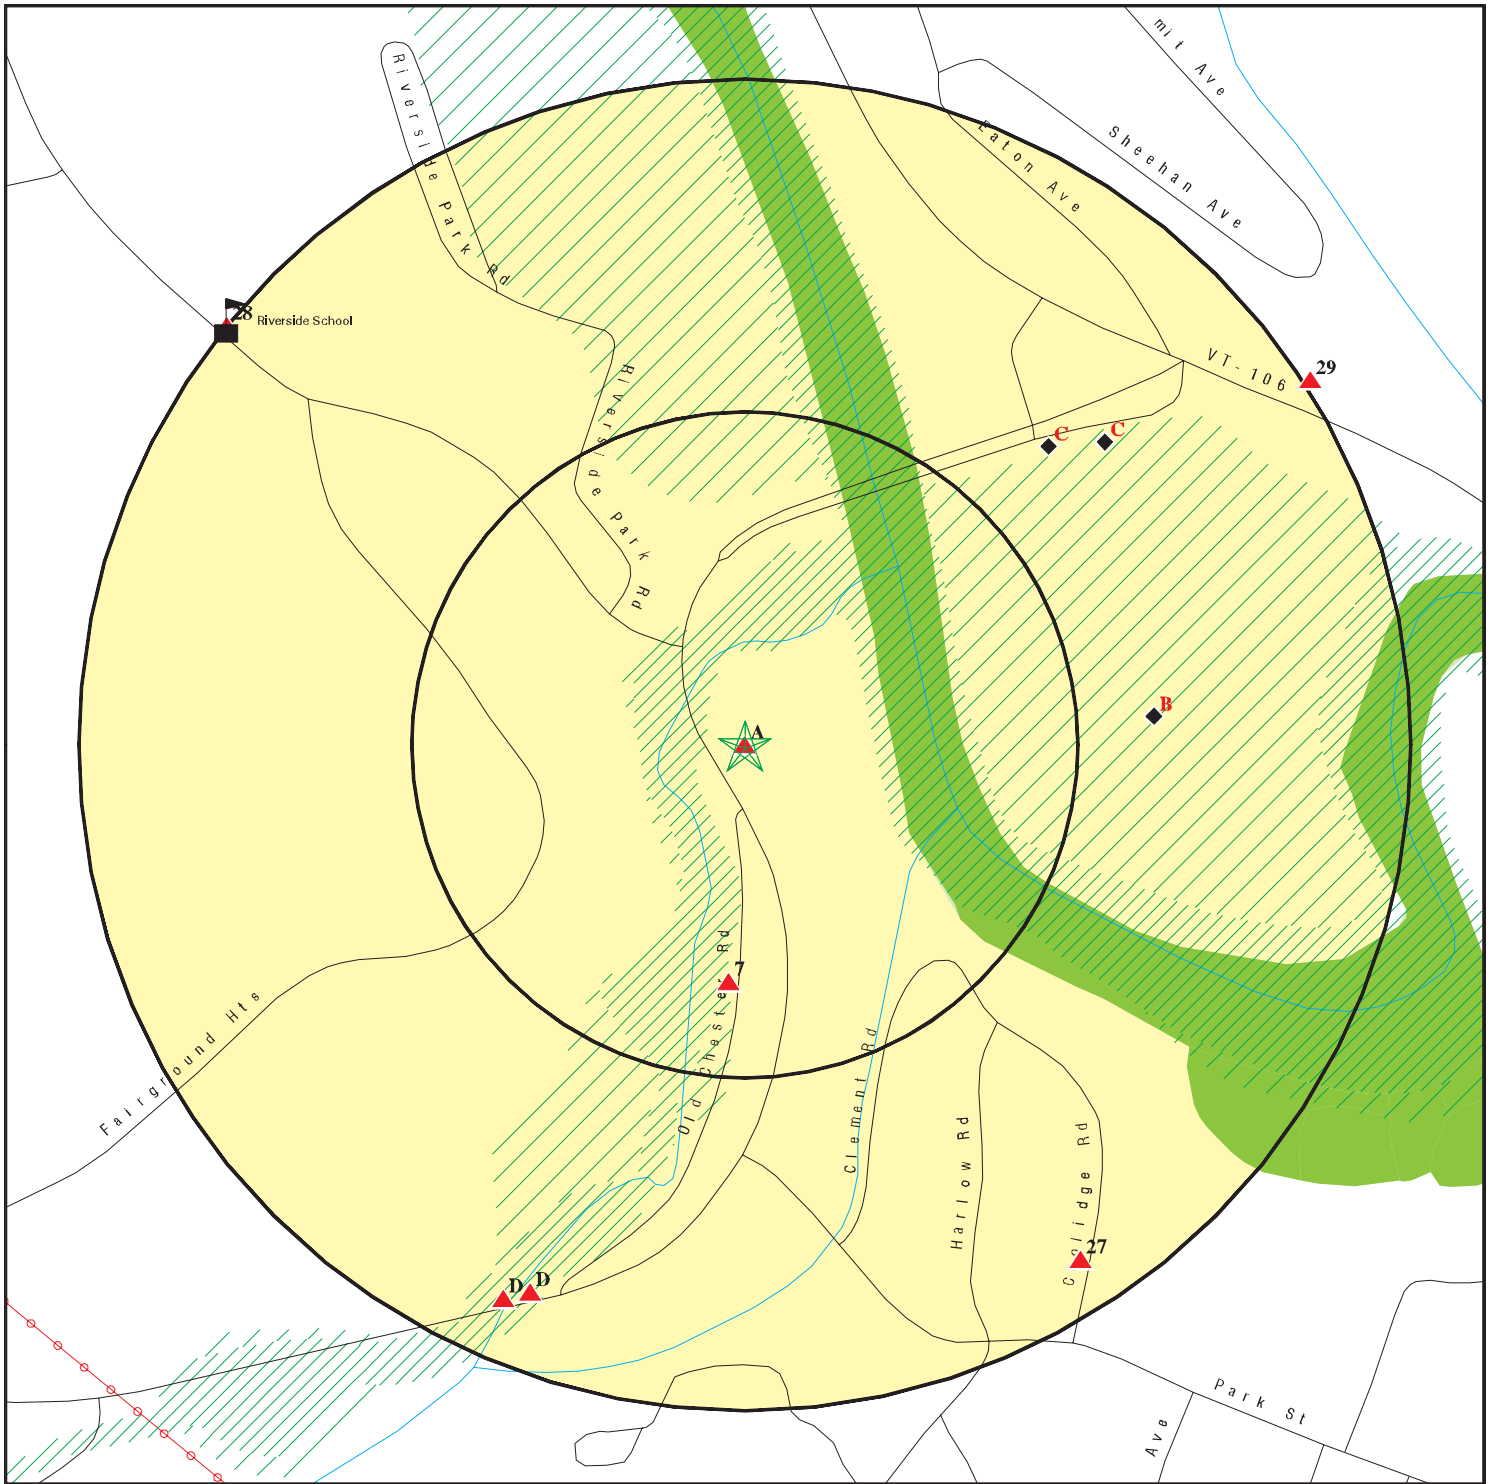 mit Ave
Riverside Park Rd
Eaton Ave
Sheehan Ave
28
Riverside School
VT-106
29
Riverside Park Rd
C
C
B
A
Old Chester Rd
7
Fairground Hts
Clement Rd
Harlow Rd
Coolidge Rd
27
D
D
Park St
Ave